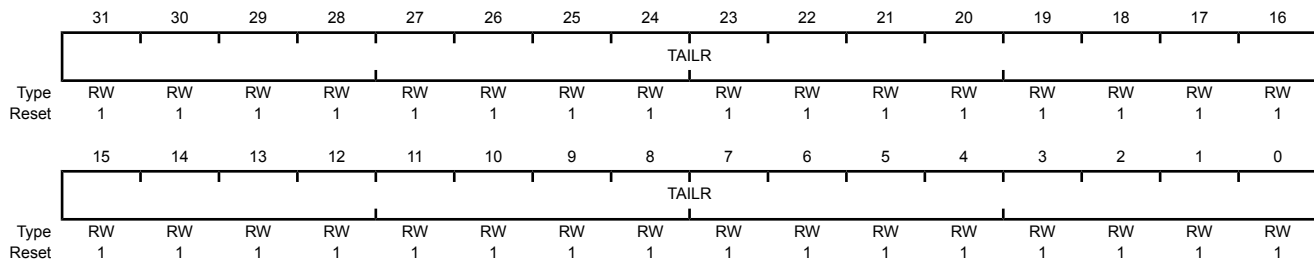 31 30 29 28 27 26 25 24 23 22 21 20 19 18 17 16
TAILR
Type RW RW RW RW RW RW RW RW RW RW RW RW RW RW RW RW
Reset 1 1 1 1 1 1 1 1 1 1 1 1 1 1 1 1
15 14 13 12 11 10 9 8 7 6 5 4 3 2 1 0
TAILR
Type RW RW RW RW RW RW RW RW RW RW RW RW RW RW RW RW
Reset 1 1 1 1 1 1 1 1 1 1 1 1 1 1 1 1